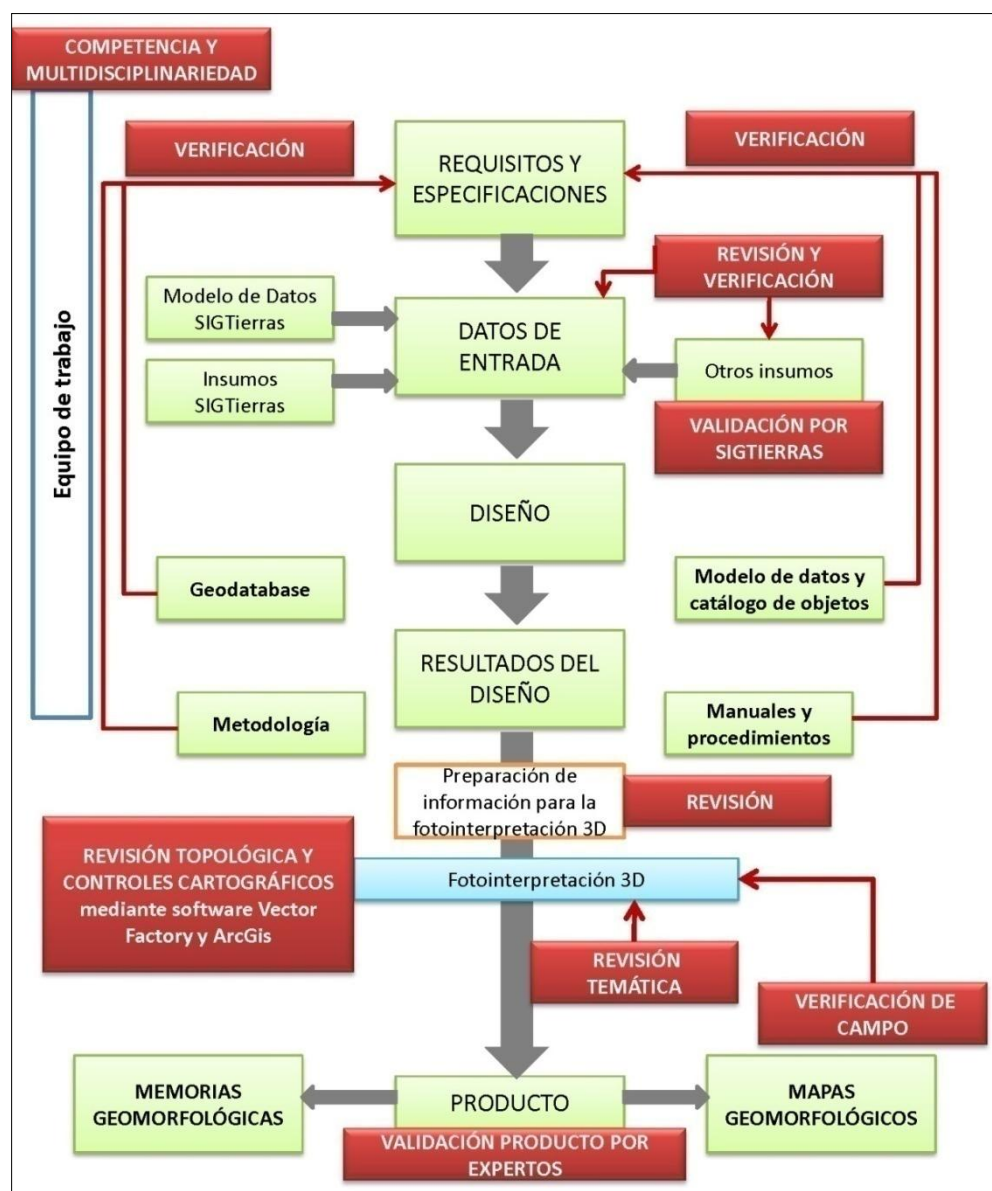 COMPETENCIA Y
MULTIDISCIPLINARIEDAD
Equipo de trabajo
VERIFICACIÓN
REQUISITOS Y
ESPECIFICACIONES
VERIFICACIÓN
REVISIÓN Y
VERIFICACIÓN
Modelo de Datos
SIGTierras
DATOS DE
ENTRADA
Insumos
SIGTierras
Otros insumos
VALIDACIÓN POR
SIGTIERRAS
DISEÑO
Geodatabase
Modelo de datos y
catálogo de objetos
RESULTADOS DEL
DISEÑO
Metodología
Manuales y
procedimientos
Preparación de
información para la
fotointerpretación 3D
REVISIÓN
REVISIÓN TOPOLÓGICA Y
CONTROLES CARTOGRÁFICOS
mediante software Vector
Factory y ArcGis
Fotointerpretación 3D
REVISIÓN
TEMÁTICA
VERIFICACIÓN DE
CAMPO
MEMORIAS
GEOMORFOLÓGICAS
PRODUCTO
MAPAS
GEOMORFOLÓGICOS
VALIDACIÓN PRODUCTO POR
EXPERTOS